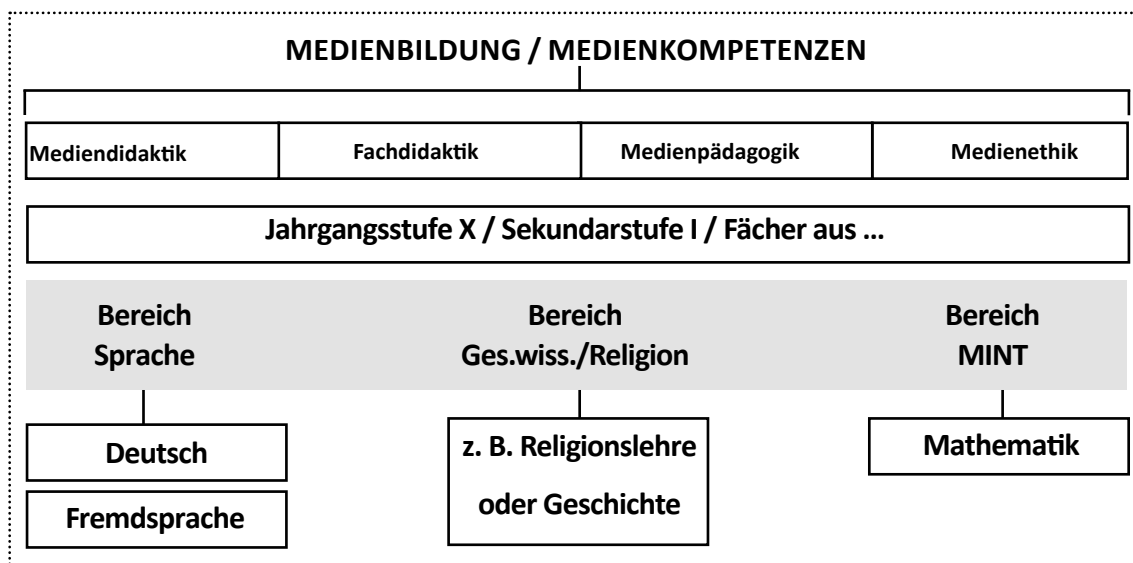 MEDIENBILDUNG / MEDIENKOMPETENZEN
Mediendidaktik
Fachdidaktik
Medienpädagogik
Medienethik
Jahrgangsstufe X / Sekundarstufe I / Fächer aus ...
Bereich
Sprache
Bereich
Ges.wiss./Religion
Bereich
MINT
Deutsch
Fremdsprache
z. B. Religionslehre
oder Geschichte
Mathematik